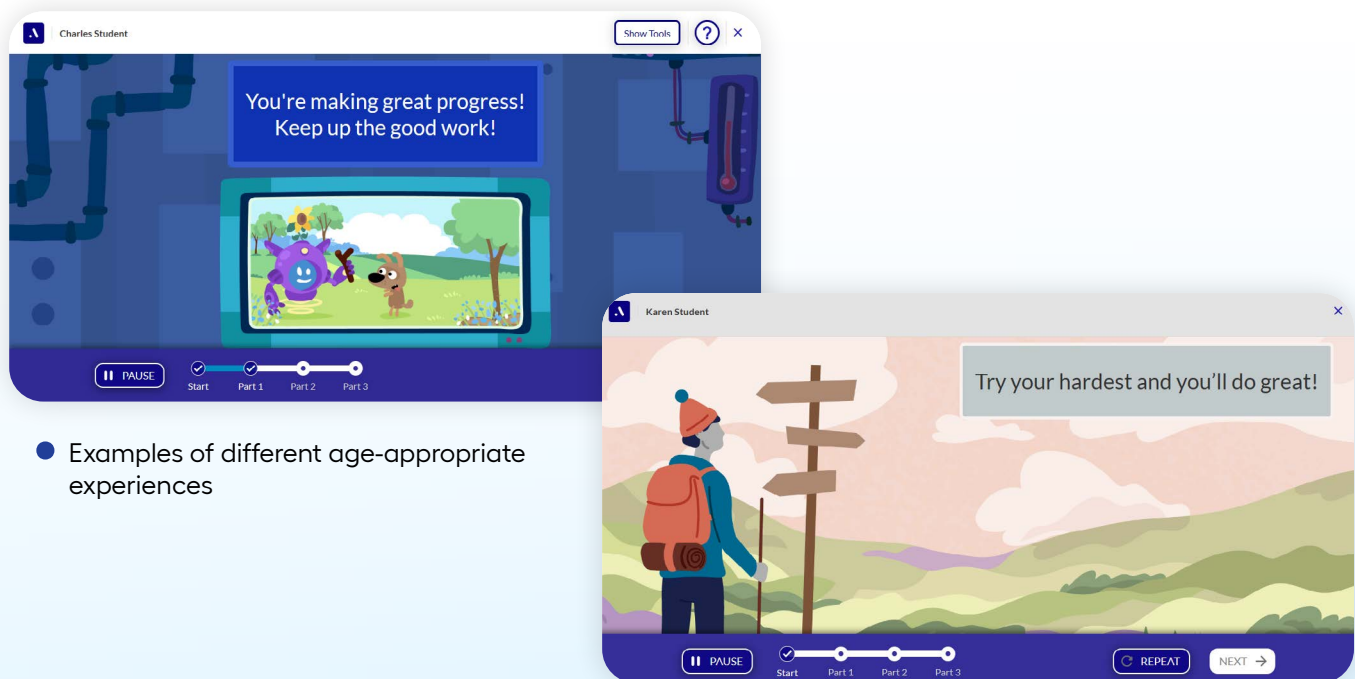 Charles Student
Show Tools
?
You're making great progress!
Keep up the good work!
PAUSE
Start
Part 1
Part 2
Part 3
Examples of different age-appropriate
experiences
Karen Student
Try your hardest and you’ll do great!
PAUSE
Start
Part 1
Part 2
Part 3
REPEAT
NEXT